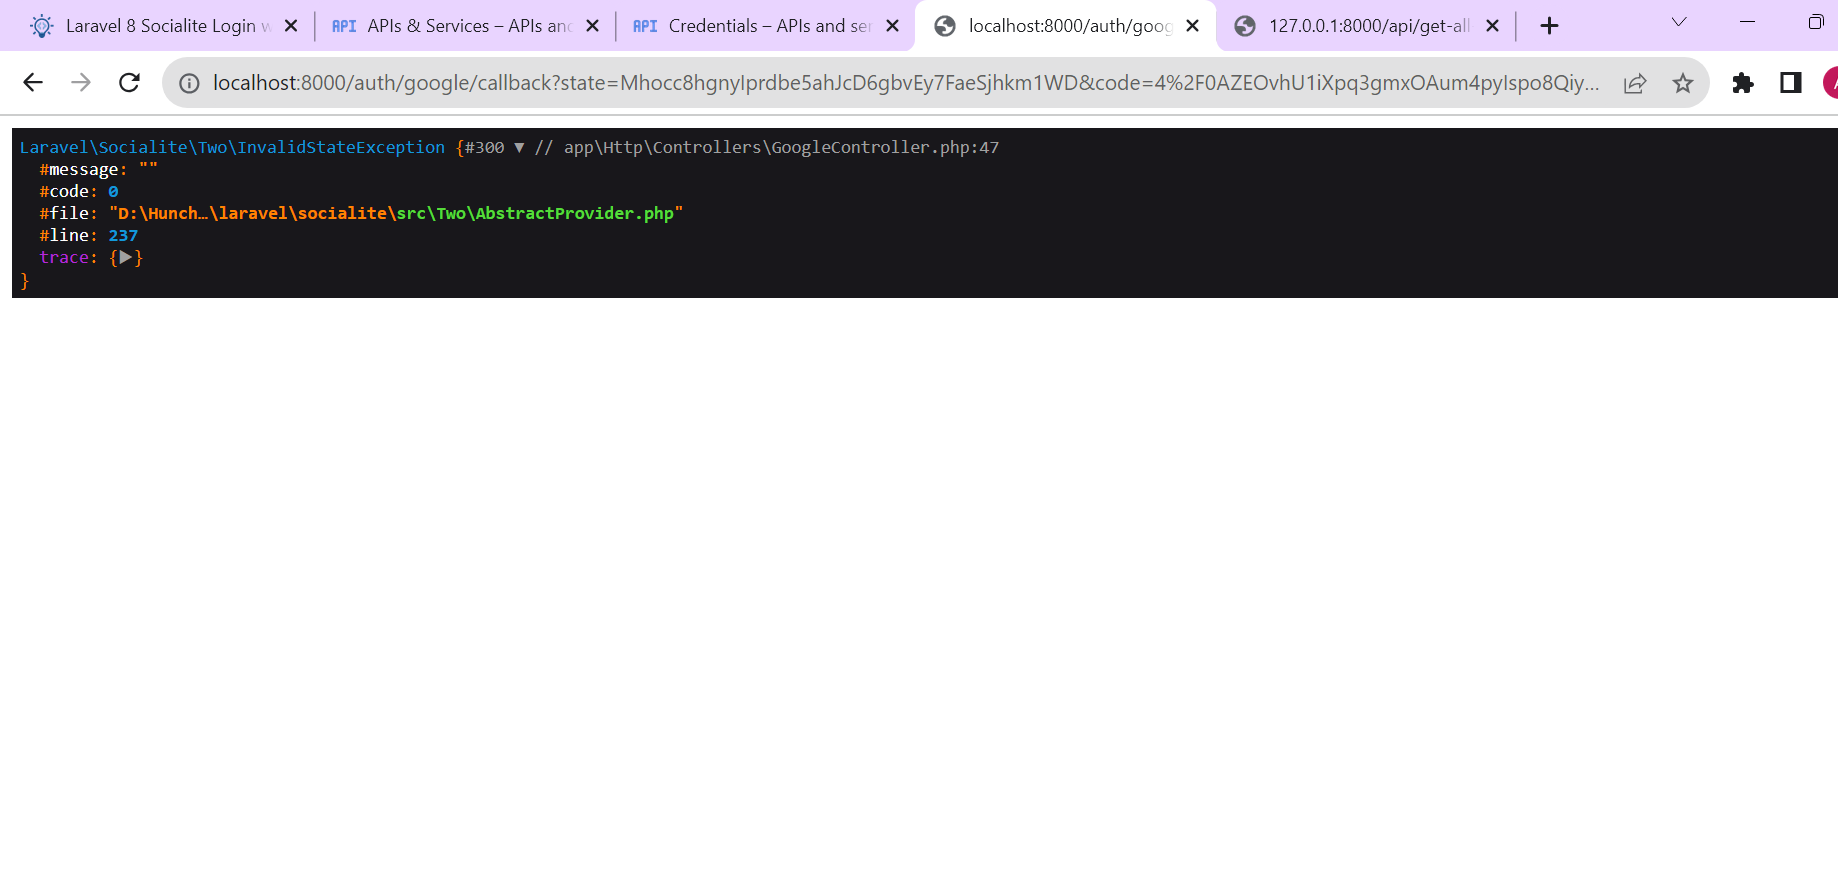 Laravel 8 Socialite Login w
API APIs & Services – APIs and
API Credentials – APIs and ser
localhost:8000/auth/goog
127.0.0.1:8000/api/get-all
localhost:8000/auth/google/callback?state=Mhocc8hgnylprdbe5ahJcD6gbvEy7FaeSjhkm1WD&code=4%2F0AZEOvhU1iXpq3gmxOAum4pyIspo8Qiy...
Laravel\Socialite\Two\InvalidStateException {#300 ▼ // app\Http\Controllers\GoogleController.php:47
#message: ""
#code: 0
#file: "D:\Hunch…\laravel\socialite\src\Two\AbstractProvider.php"
#line: 237
trace: {▶}
}